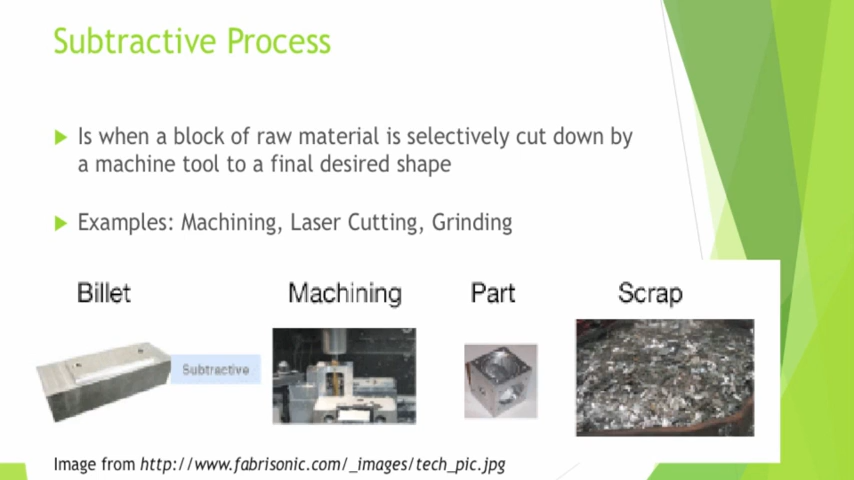 Subtractive Process
Is when a block of raw material is selectively cut down by
a machine tool to a final desired shape
Examples: Machining, Laser Cutting, Grinding
Billet Machining Part Scrap
Subtractive
Image from http://www.fabrisonic.com/_images/tech_pic.jpg